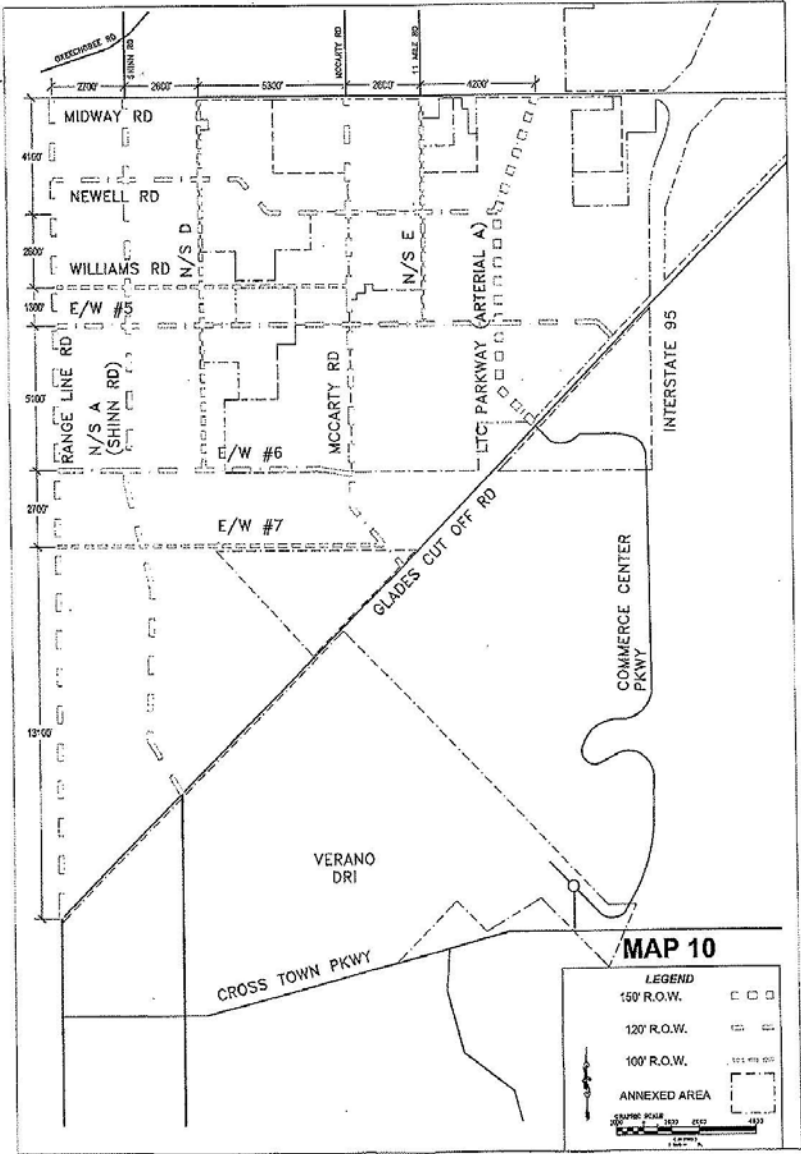 OKEECHOBEE RD
SHINN RD
MCCARTY RD
11 MILE RD
2700'
2600'
5300'
2600'
4200'
MIDWAY RD
4100'
NEWELL RD
N/S D
N/S E
LTC PARKWAY (ARTERIAL A)
2600'
WILLIAMS RD
1300'
E/W #5
INTERSTATE 95
RANGE LINE RD
N/S A
(SHINN RD)
MCCARTY RD
5100'
E/W #6
2700'
E/W #7
GLADES CUT OFF RD
COMMERCE CENTER
PKWY
13100'
VERANO
DRI
CROSS TOWN PKWY
MAP 10
LEGEND
150' R.O.W.
120' R.O.W.
100' R.O.W.
ANNEXED AREA
GRAPHIC SCALE